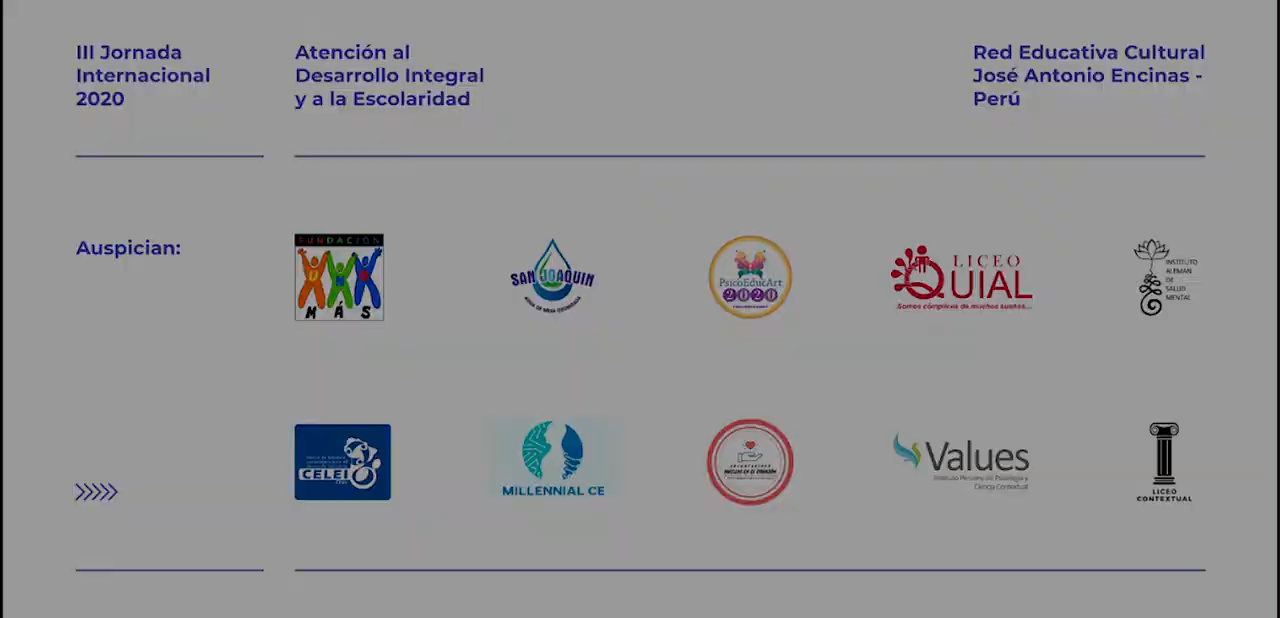 III Jornada
Internacional
2020
Atención al
Desarrollo Integral
y a la Escolaridad
Red Educativa Cultural
José Antonio Encinas -
Perú
Auspician:
FUNDACIÓN
UNO
MÁS
SAN JOAQUIN
PsicoEducArt
2020
LICEO
QUIAL
Somos cómplices de muchos sueños...
INSTITUTO
ALEMAN
DE
SALUD
MENTAL
CELEI
MILLENNIAL CE
Values
Instituto Peruano de Psicología y
Ciencia Contextual
LICEO
CONTEXTUAL